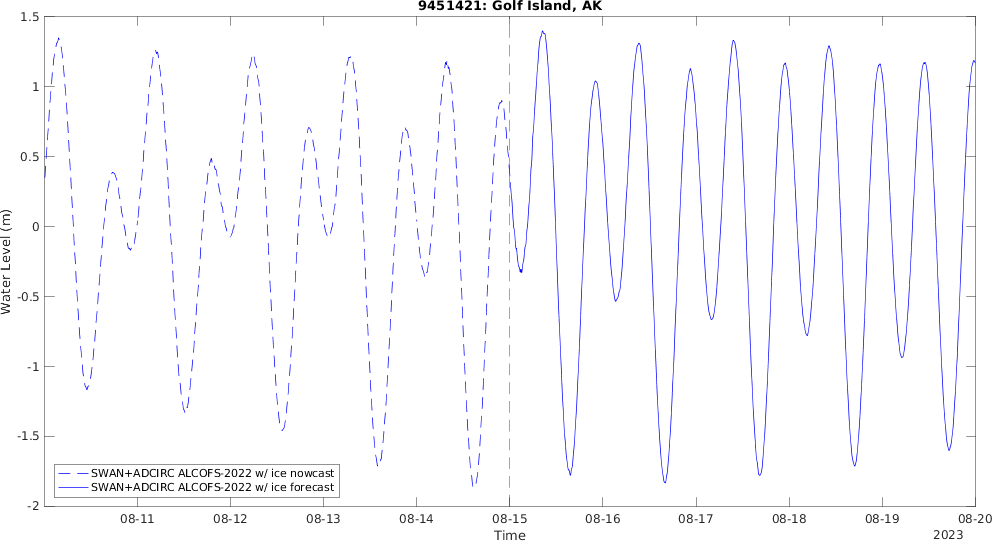 9451421: Golf Island, AK
Water Level (m)
1.5
1
0.5
0
-0.5
-1
-1.5
-2
SWAN+ADCIRC ALCOFS-2022 w/ ice nowcast
SWAN+ADCIRC ALCOFS-2022 w/ ice forecast
08-11 08-12 08-13 08-14 08-15 08-16 08-17 08-18 08-19 08-20
Time
2023